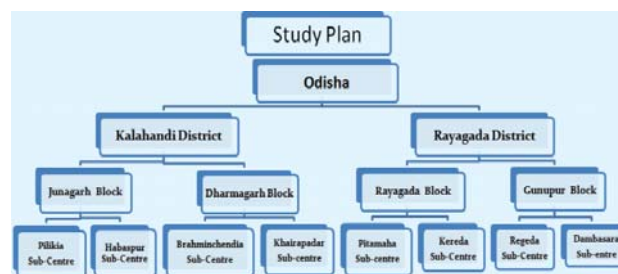 Study Plan
Odisha
Kalahandi District
Rayagada District
Junagarh Block
Dharmagarh Block
Rayagada Block
Gunupur Block
Pilikia
Sub-Centre
Habaspur
Sub-Centre
Brahminchendia
Sub-Centre
Khairapadar
Sub-centre
Pitamaha
Sub-centre
Kereda
Sub-Centre
Regeda
Sub-Centre
Dambasara
Sub-entre